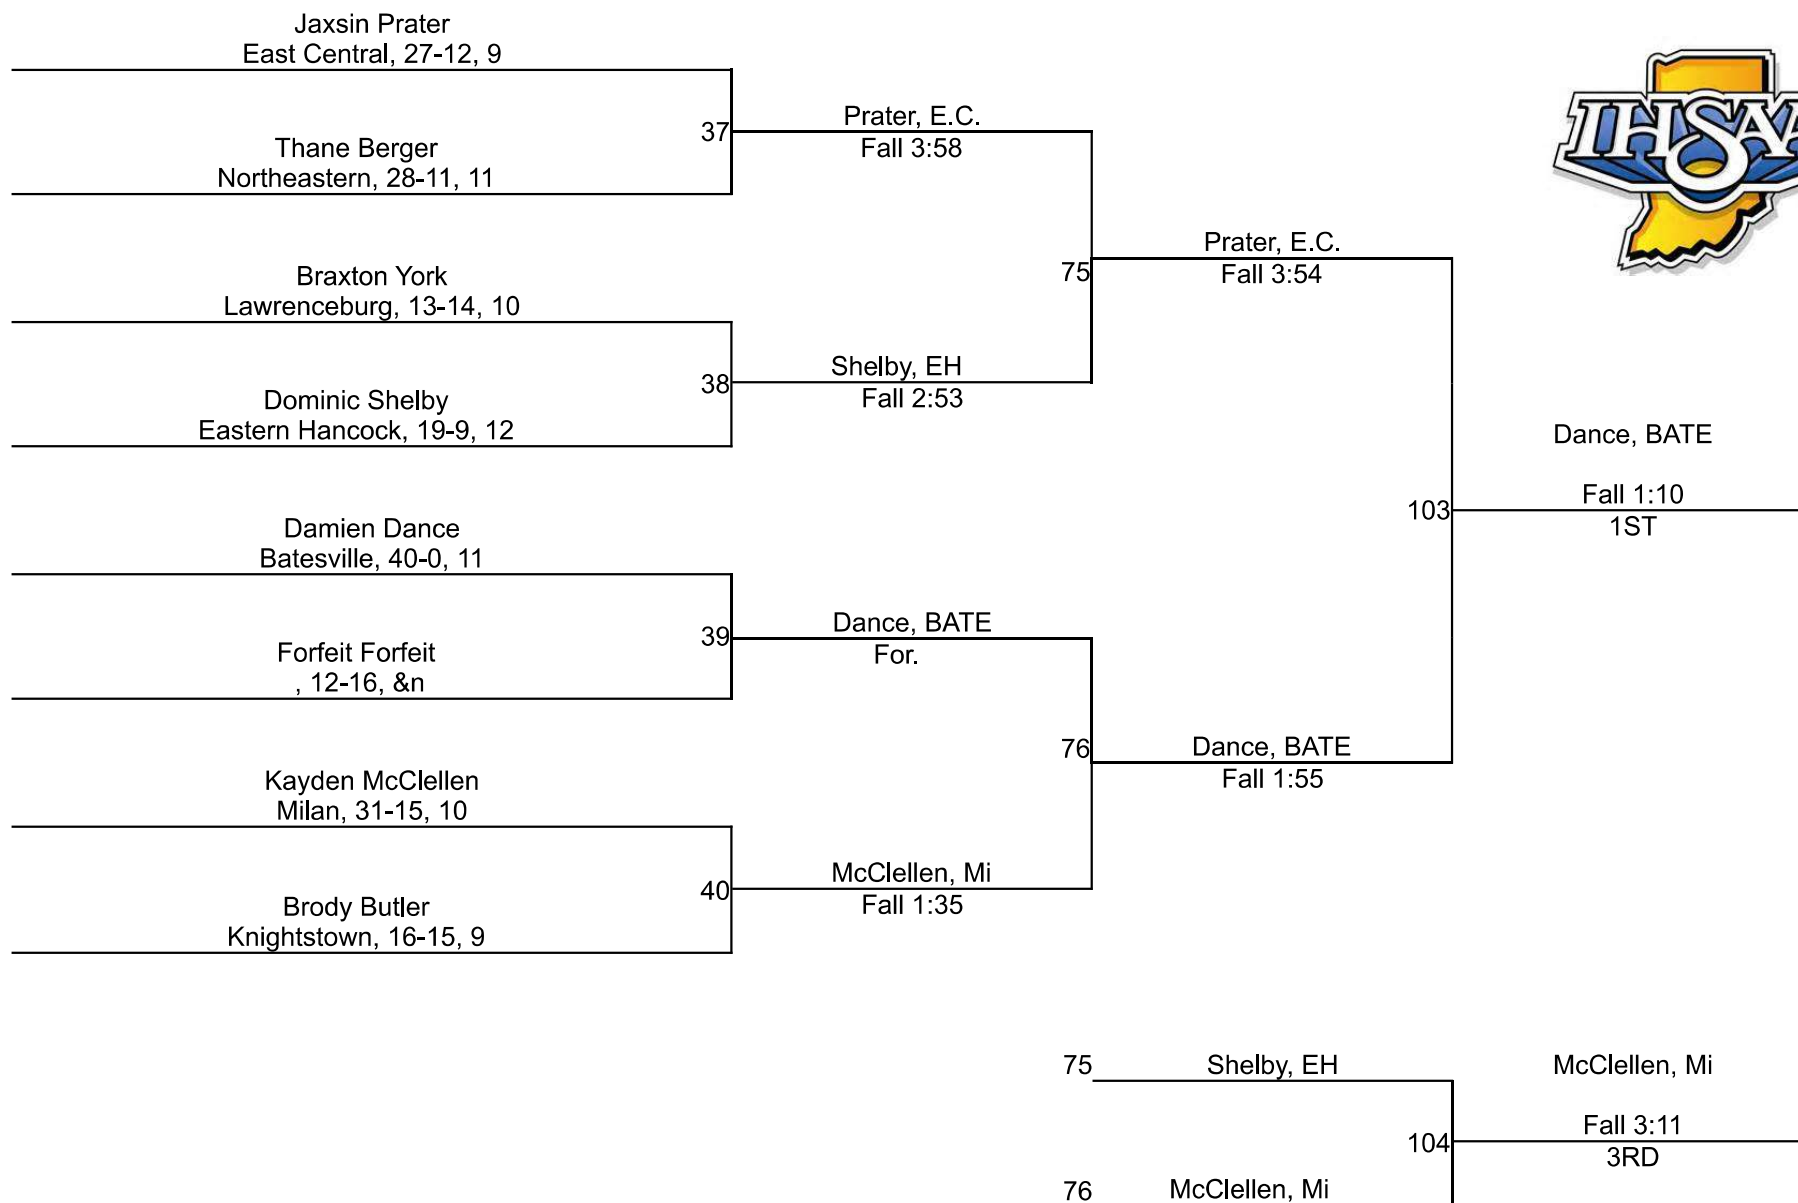 Jaxsin Prater
East Central, 27-12, 9
37
Prater, E.C.
Fall 3:58
Thane Berger
Northeastern, 28-11, 11
IHSAA
Braxton York
Lawrenceburg, 13-14, 10
75
Prater, E.C.
Fall 3:54
38
Shelby, EH
Fall 2:53
Dominic Shelby
Eastern Hancock, 19-9, 12
103
Dance, BATE
Fall 1:10
1ST
Damien Dance
Batesville, 40-0, 11
39
Dance, BATE
For.
Forfeit Forfeit
, 12-16, &n
76
Dance, BATE
Fall 1:55
Kayden McClellen
Milan, 31-15, 10
40
McClellen, Mi
Fall 1:35
Brody Butler
Knightstown, 16-15, 9
75
Shelby, EH
McClellen, Mi
104
Fall 3:11
3RD
76
McClellen, Mi